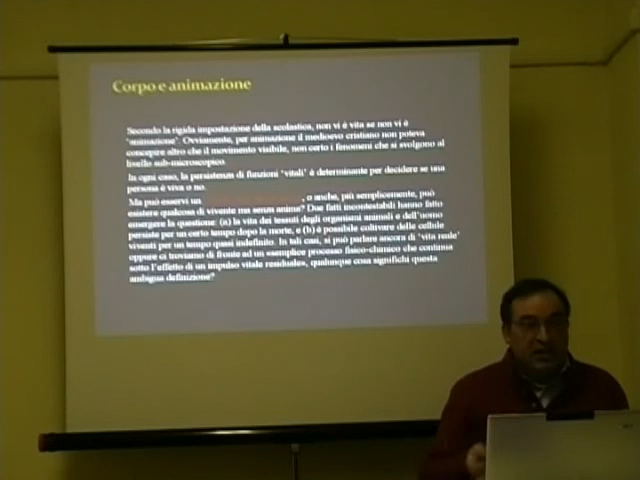 Corpo e animazione
Secondo la rigida impostazione della scolastica, non vi è vita se non vi è
'animazione'. Ovviamente, per animazione il medioevo cristiano non poteva
concepire altro che il movimento visibile, non certo i fenomeni che si svolgono al
livello sub-microscopico.
In ogni caso, la persistenza di funzioni 'vitali' è determinante per decidere se una
persona è viva o no.
Ma può esservi un , o anche, più semplicemente, può
esistere qualcosa di vivente ma senza anima? Due fatti incontestabili hanno fatto
emergere la questione: (a) la vita dei tessuti degli organismi animali e dell'uomo
persiste per un certo tempo dopo la morte, e (b) è possibile coltivare delle cellule
viventi per un tempo quasi indefinito. In tali casi, si può parlare ancora di 'vita reale'
oppure ci troviamo di fronte ad un «semplice processo fisico-chimico che continua
sotto l'effetto di un impulso vitale residuale», qualunque cosa significhi questa
ambigua definizione?